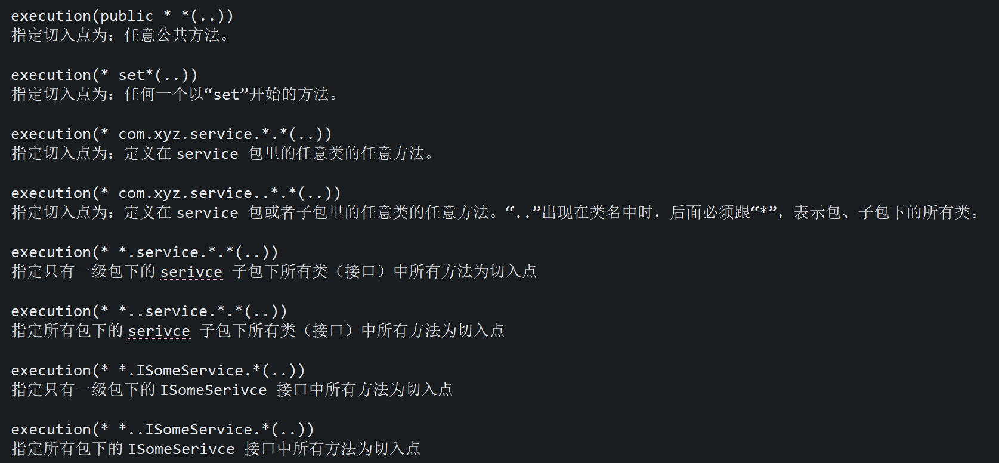 execution(public * *(..))
指定切入点为：任意公共方法。
execution(* set*(..))
指定切入点为：任何一个以“set”开始的方法。
execution(* com.xyz.service.*.*(..))
指定切入点为：定义在 service 包里的任意类的任意方法。
execution(* com.xyz.service..*.*(..))
指定切入点为：定义在 service 包或者子包里的任意类的任意方法。“..”出现在类名中时，后面必须跟“*”，表示包、子包下的所有类。
execution(* *.service.*.*(..))
指定只有一级包下的 serivce 子包下所有类（接口）中所有方法为切入点
execution(* *..service.*.*(..))
指定所有包下的 serivce 子包下所有类（接口）中所有方法为切入点
execution(* *.ISomeService.*(..))
指定只有一级包下的 ISomeSerivce 接口中所有方法为切入点
execution(* *..ISomeService.*(..))
指定所有包下的 ISomeSerivce 接口中所有方法为切入点